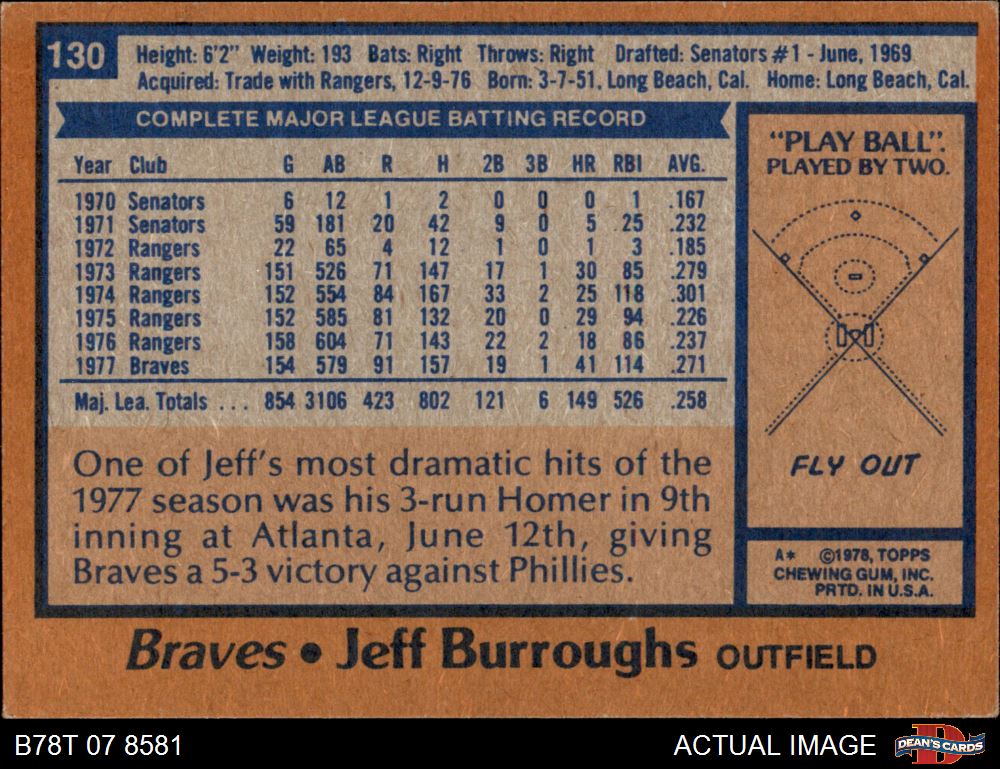 130
Height: 6'2" Weight: 193 Bats: Right Throws: Right Drafted: Senators #1 - June, 1969
Acquired: Trade with Rangers, 12-9-76 Born: 3-7-51, Long Beach, Cal. Home: Long Beach, Cal.
COMPLETE MAJOR LEAGUE BATTING RECORD
Year Club G AB R H 2B 3B HR RBI AVG.
1970 Senators 6 12 1 2 0 0 0 1 .167
1971 Senators 59 181 20 42 9 0 5 25 .232
1972 Rangers 22 65 4 12 1 0 1 3 .185
1973 Rangers 151 526 71 147 17 1 30 85 .279
1974 Rangers 152 554 84 167 33 2 25 118 .301
1975 Rangers 152 585 81 132 20 0 29 94 .226
1976 Rangers 158 604 71 143 22 2 18 86 .237
1977 Braves 154 579 91 157 19 1 41 114 .271
Maj. Lea. Totals ... 854 3106 423 802 121 6 149 526 .258
One of Jeff's most dramatic hits of the
1977 season was his 3-run Homer in 9th
inning at Atlanta, June 12th, giving
Braves a 5-3 victory against Phillies.
"PLAY BALL".
PLAYED BY TWO.
FLY OUT
A* ©1978, TOPPS
CHEWING GUM, INC.
PRTD. IN U.S.A.
Braves • Jeff Burroughs OUTFIELD
B78T 07 8581
ACTUAL IMAGE
D
DEAN'S CARDS